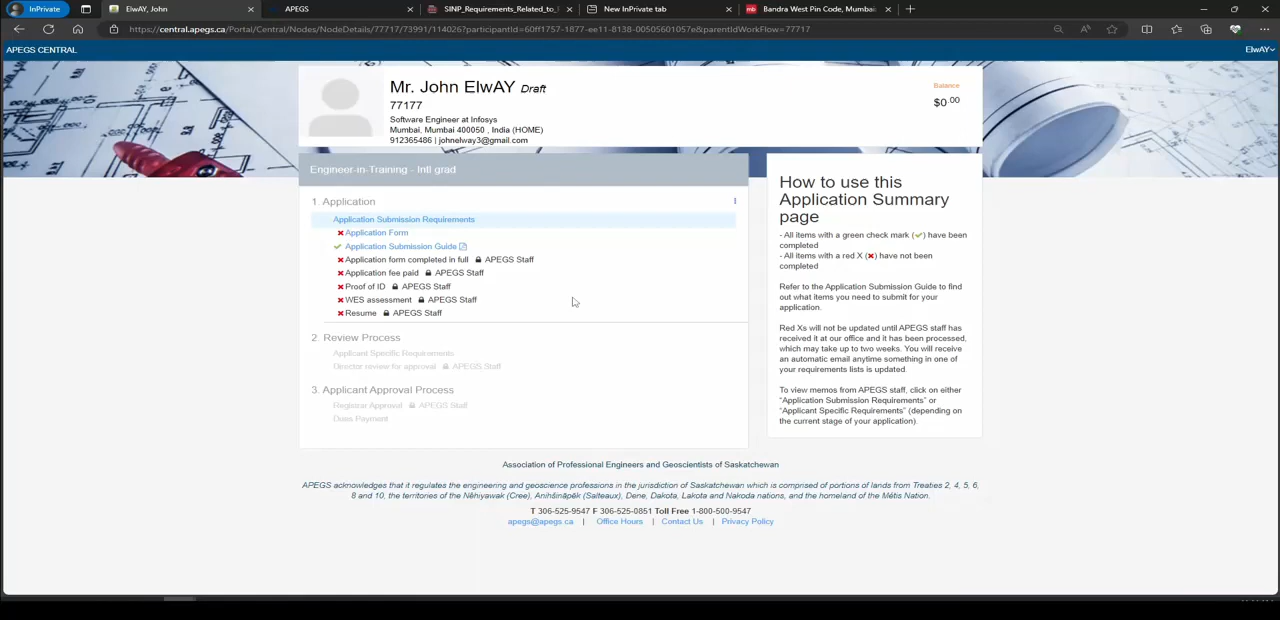 InPrivate
ElwAY, John
APEGS
SINP_Requirements_Related_to_
New InPrivate tab
mb Bandra West Pin Code, Mumbai
https://central.apegs.ca/Portal/Central/Nodes/NodeDetails/77717/73991/114026?participantId=60ff1757-1877-ee11-8138-00505601057e&parentIdWorkFlow=77717
APEGS CENTRAL
ElwAY
Mr. John ElwAY Draft
77177
Software Engineer at Infosys
Mumbai, Mumbai 400050 , India (HOME)
912365486 | johnelway3@gmail.com
Balance
$0.00
Engineer-in-Training - Intl grad
1. Application
Application Submission Requirements
Application Form
Application Submission Guide
Application form completed in full APEGS Staff
Application fee paid APEGS Staff
Proof of ID APEGS Staff
WES assessment APEGS Staff
Resume APEGS Staff
2. Review Process
Applicant Specific Requirements
Director review for approval APEGS Staff
3. Applicant Approval Process
Registrar Approval APEGS Staff
Dues Payment
How to use this
Application Summary
page
- All items with a green check mark (✓) have been
completed
- All items with a red X (✖) have not been
completed
Refer to the Application Submission Guide to find
out what items you need to submit for your
application.
Red Xs will not be updated until APEGS staff has
received it at our office and it has been processed,
which may take up to two weeks. You will receive
an automatic email anytime something in one of
your requirements lists is updated.
To view memos from APEGS staff, click on either
"Application Submission Requirements" or
"Applicant Specific Requirements" (depending on
the current stage of your application).
Association of Professional Engineers and Geoscientists of Saskatchewan
APEGS acknowledges that it regulates the engineering and geoscience professions in the jurisdiction of Saskatchewan which is comprised of portions of lands from Treaties 2, 4, 5, 6,
8 and 10, the territories of the Nêhiyawak (Cree), Anihšināpēk (Salteaux), Dene, Dakota, Lakota and Nakoda nations, and the homeland of the Métis Nation.
T 306-525-9547 F 306-525-0851 Toll Free 1-800-500-9547
apegs@apegs.ca | Office Hours | Contact Us | Privacy Policy